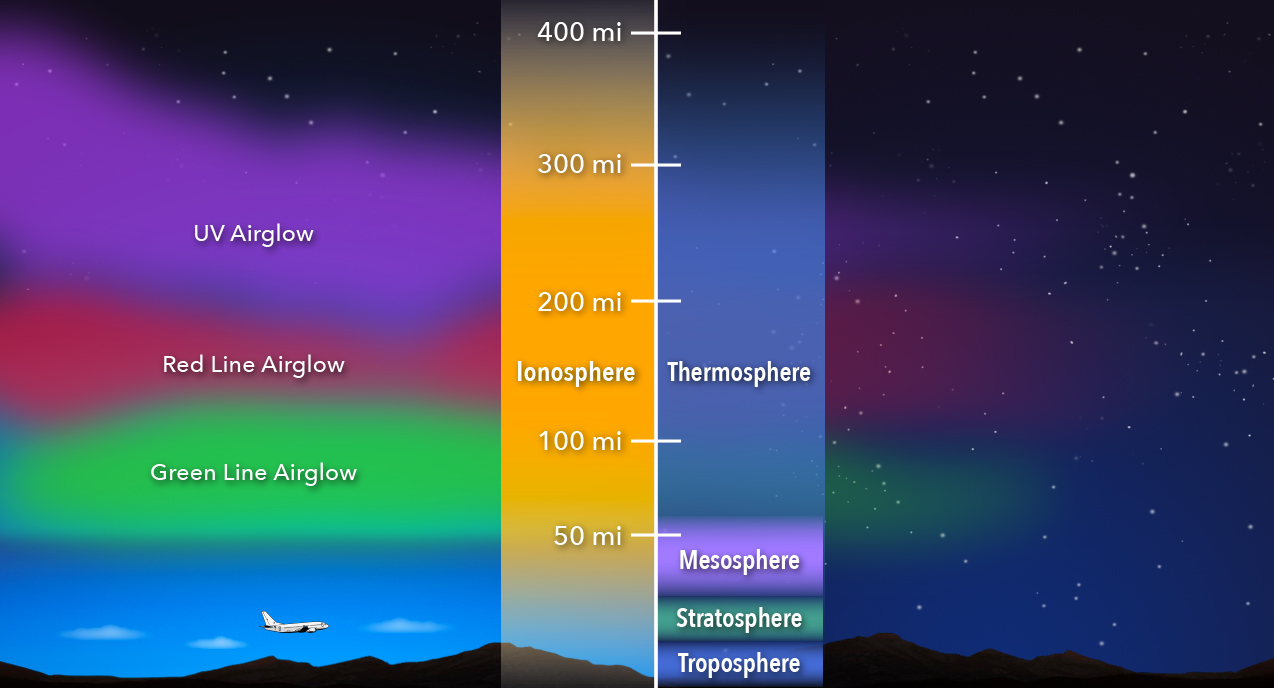 400 mi
300 mi
UV Airglow
200 mi
Red Line Airglow
Ionosphere
Thermosphere
100 mi
Green Line Airglow
50 mi
Mesosphere
Stratosphere
Troposphere